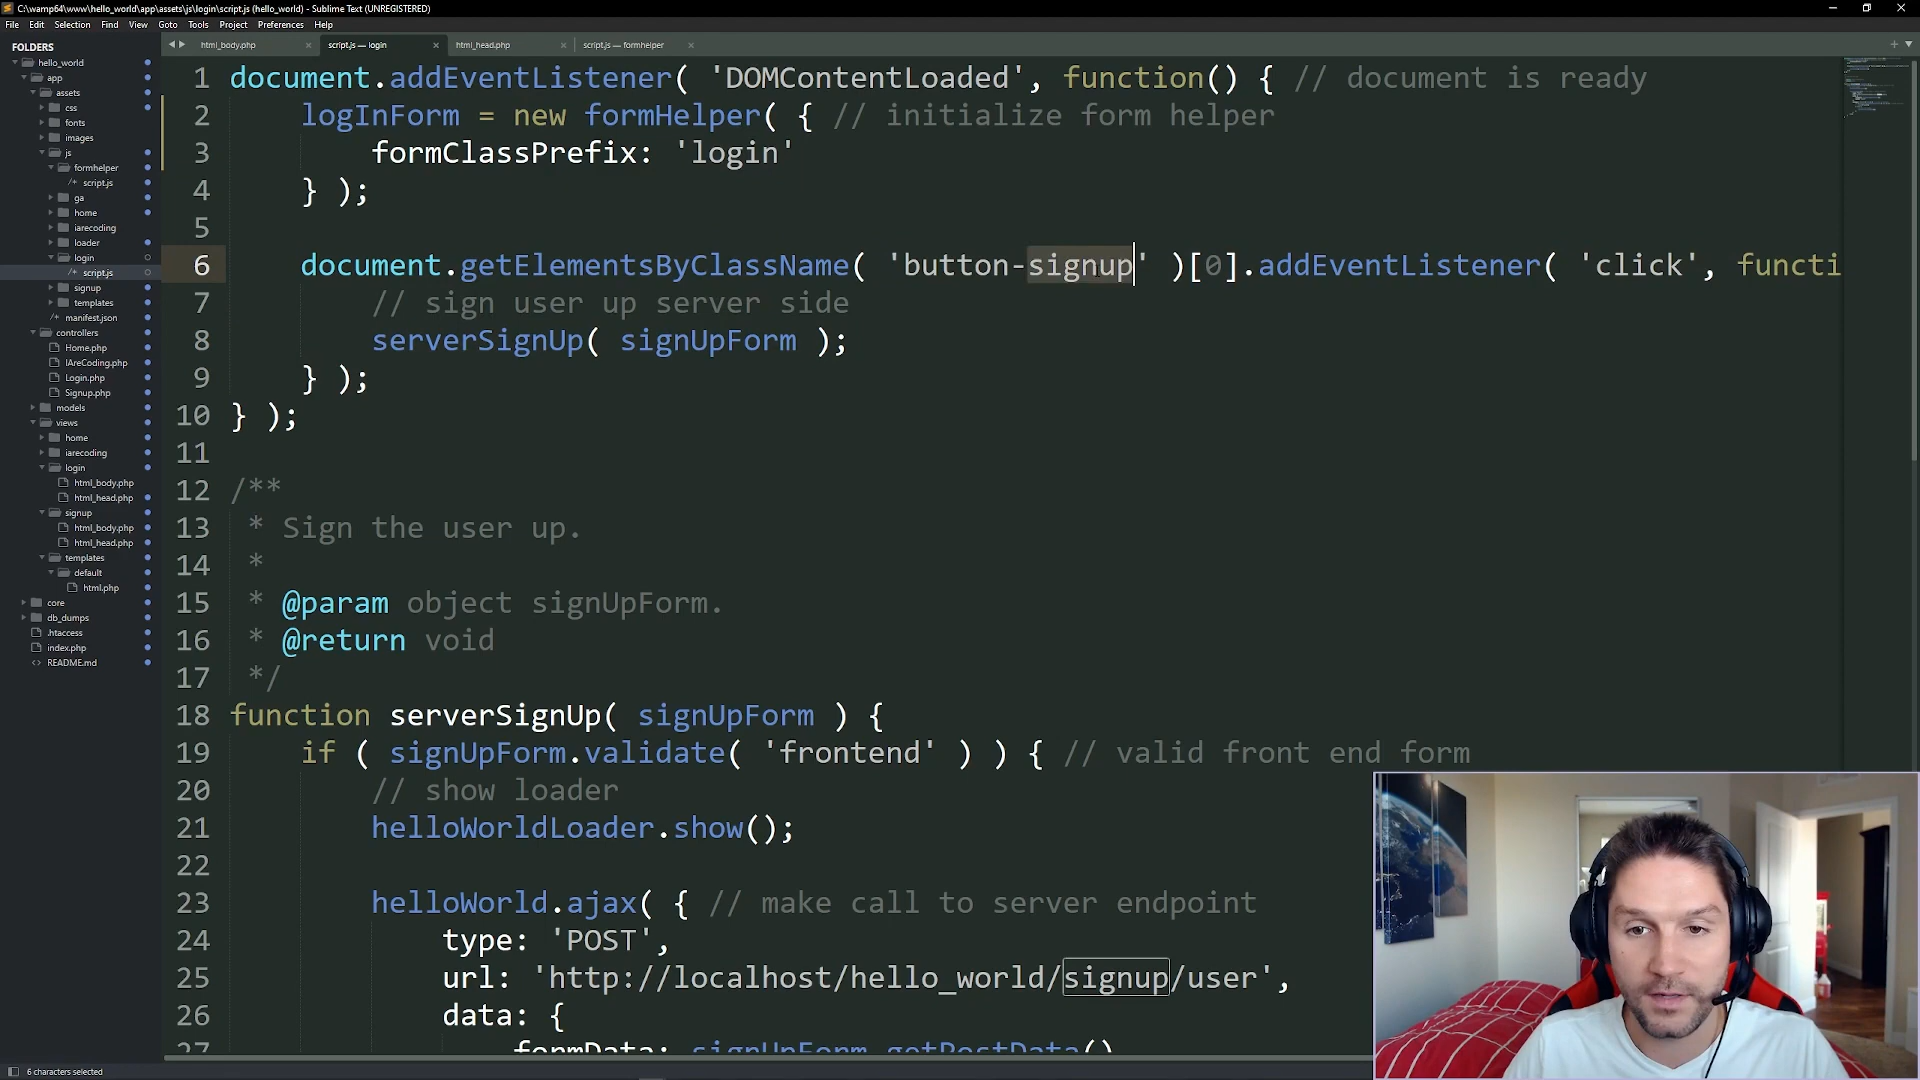 C:\wamp64\www\hello_world\app\assets\js\login\script.js (hello_world) - Sublime Text (UNREGISTERED)
File Edit Selection Find View Goto Tools Project Preferences Help
FOLDERS
hello_world
app
assets
css
fonts
images
js
formhelper
script.js
ga
home
iarecoding
loader
login
script.js
signup
templates
manifest.json
controllers
Home.php
IAreCoding.php
Login.php
Signup.php
models
views
home
iarecoding
login
html_body.php
html_head.php
signup
html_body.php
html_head.php
templates
default
html.php
core
db_dumps
.htaccess
index.php
README.md
html_body.php script.js — login html_head.php script.js — formhelper
1 document.addEventListener( 'DOMContentLoaded', function() { // document is ready
2 logInForm = new formHelper( { // initialize form helper
3 formClassPrefix: 'login'
4 } );
5
6 document.getElementsByClassName( 'button-signup' )[0].addEventListener( 'click', functi
7 // sign user up server side
8 serverSignUp( signUpForm );
9 } );
10 } );
11
12 /**
13 * Sign the user up.
14 *
15 * @param object signUpForm.
16 * @return void
17 */
18 function serverSignUp( signUpForm ) {
19 if ( signUpForm.validate( 'frontend' ) ) { // valid front end form
20 // show loader
21 helloWorldLoader.show();
22
23 helloWorld.ajax( { // make call to server endpoint
24 type: 'POST',
25 url: 'http://localhost/hello_world/signup/user',
26 data: {
27 formData: signUpForm.getPostData()
6 characters selected